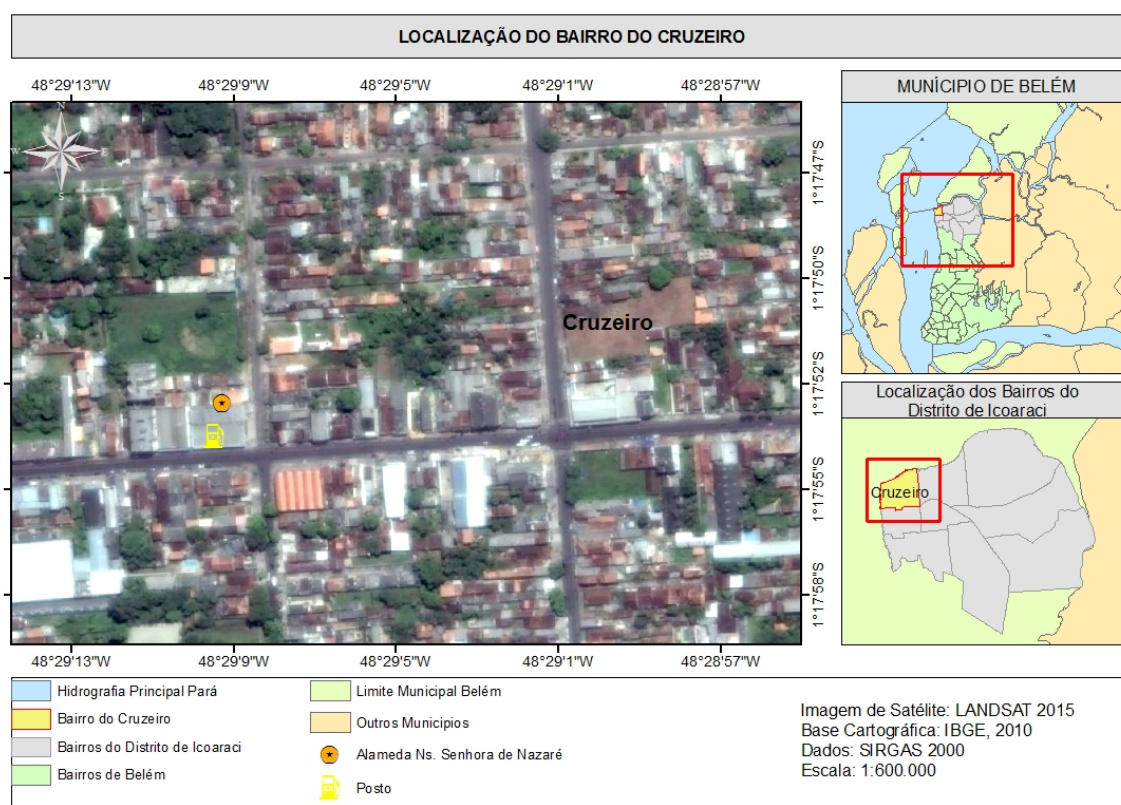 LOCALIZAÇÃO DO BAIRRO DO CRUZEIRO
48°29'13"W 48°29'9"W 48°29'5"W 48°29'1"W 48°28'57"W
N
W E
S
Cruzeiro
1°17'47"S
1°17'50"S
1°17'52"S
1°17'55"S
1°17'58"S
48°29'13"W 48°29'9"W 48°29'5"W 48°29'1"W 48°28'57"W
MUNÍCIPIO DE BELÉM
Localização dos Bairros do
Distrito de Icoaraci
Cruzeiro
Hidrografia Principal Pará
Bairro do Cruzeiro
Bairros do Distrito de Icoaraci
Bairros de Belém
Limite Municipal Belém
Outros Municipios
Alameda Ns. Senhora de Nazaré
Posto
Imagem de Satélite: LANDSAT 2015
Base Cartográfica: IBGE, 2010
Dados: SIRGAS 2000
Escala: 1:600.000